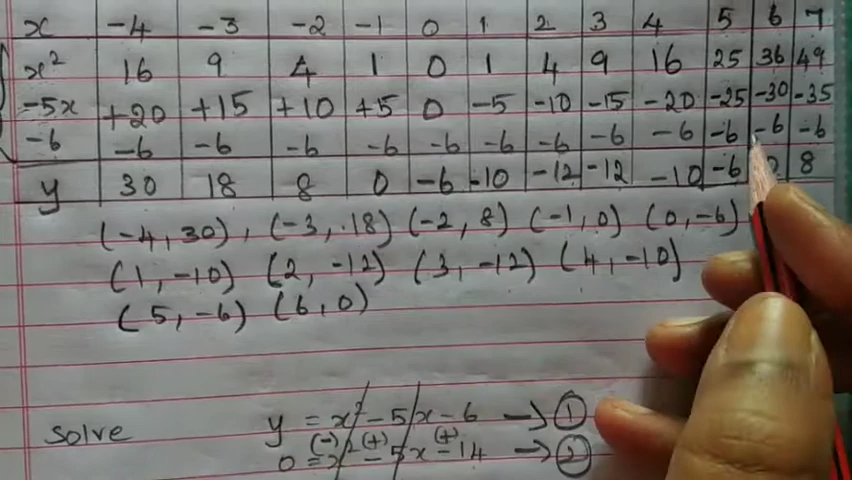 x -4 -3 -2 -1 0 1 2 3 4 5 6 7
x² 16 9 4 1 0 1 4 9 16 25 36 49
-5x +20 +15 +10 +5 0 -5 -10 -15 -20 -25 -30 -35
-6 -6 -6 -6 -6 -6 -6 -6 -6 -6 -6 -6 -6
y 30 18 8 0 -6 -10 -12 -12 -10 -6 0 8
(-4, 30), (-3, 18) (-2, 8) (-1, 0) (0, -6)
(1, -10) (2, -12) (3, -12) (4, -10)
(5, -6) (6, 0)
solve y = x² - 5x - 6 → ①
(-) (+) (+)
0 = x² - 5x - 14 → ②